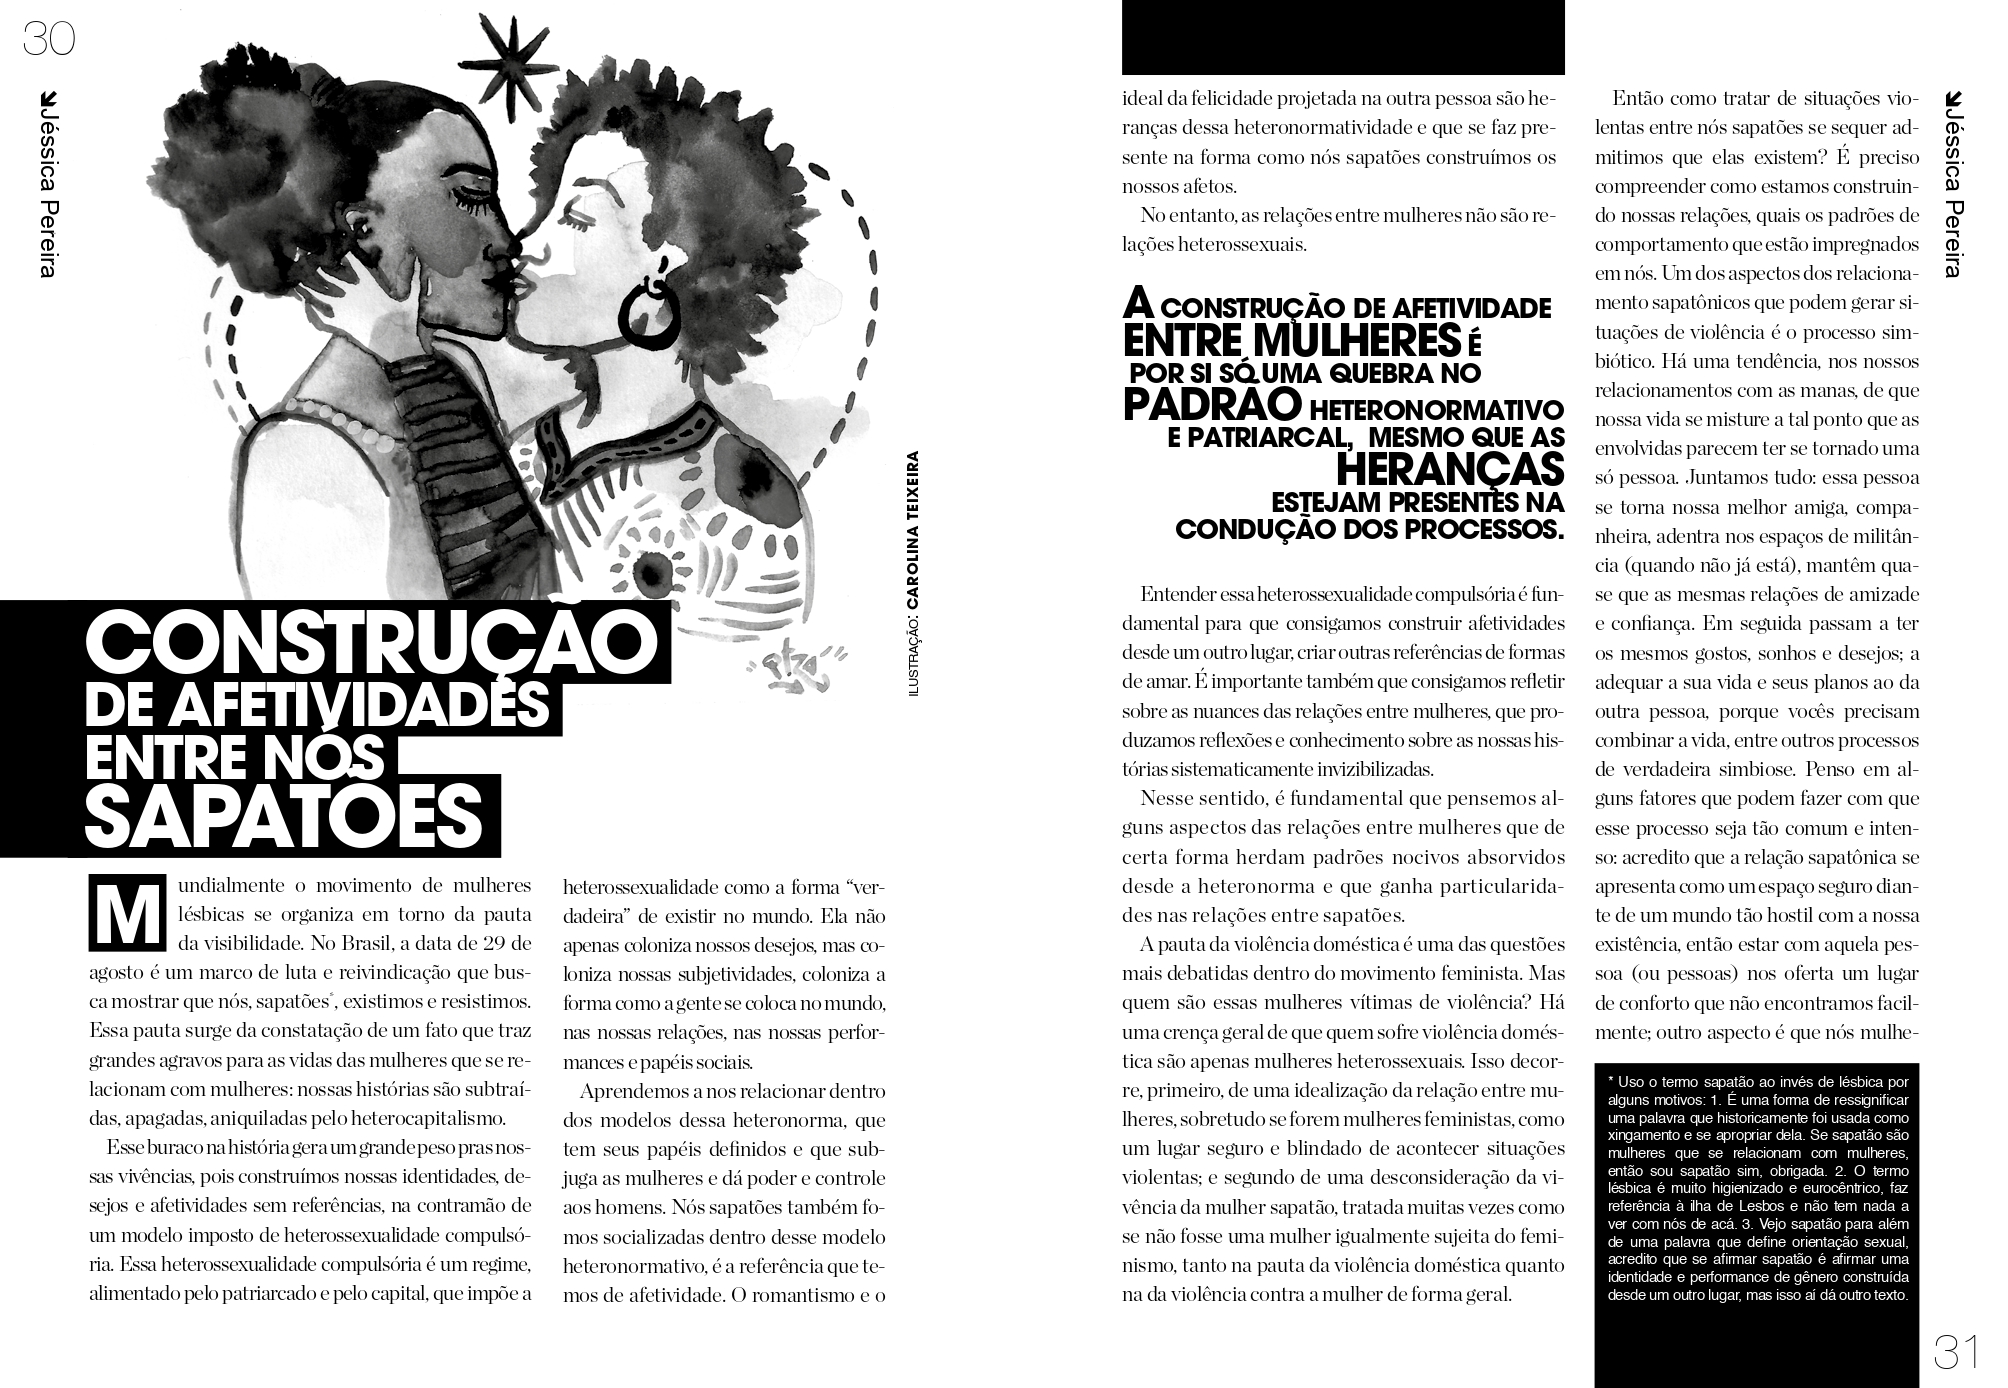 30
Jéssica Pereira
ILUSTRAÇÃO: CAROLINA TEIXEIRA
CONSTRUÇÃO
DE AFETIVIDADES
ENTRE NÓS
SAPATÕES
Mundialmente o movimento de mulheres
lésbicas se organiza em torno da pauta
da visibilidade. No Brasil, a data de 29 de
agosto é um marco de luta e reivindicação que bus-
ca mostrar que nós, sapatões*, existimos e resistimos.
Essa pauta surge da constatação de um fato que traz
grandes agravos para as vidas das mulheres que se re-
lacionam com mulheres: nossas histórias são subtraí-
das, apagadas, aniquiladas pelo heterocapitalismo.
Esse buraco na história gera um grande peso pras nos-
sas vivências, pois construímos nossas identidades, de-
sejos e afetividades sem referências, na contramão de
um modelo imposto de heterossexualidade compulsó-
ria. Essa heterossexualidade compulsória é um regime,
alimentado pelo patriarcado e pelo capital, que impõe a
heterossexualidade como a forma “ver-
dadeira” de existir no mundo. Ela não
apenas coloniza nossos desejos, mas co-
loniza nossas subjetividades, coloniza a
forma como a gente se coloca no mundo,
nas nossas relações, nas nossas perfor-
mances e papéis sociais.
Aprendemos a nos relacionar dentro
dos modelos dessa heteronorma, que
tem seus papéis definidos e que sub-
juga as mulheres e dá poder e controle
aos homens. Nós sapatões também fo-
mos socializadas dentro desse modelo
heteronormativo, é a referência que te-
mos de afetividade. O romantismo e o
ideal da felicidade projetada na outra pessoa são he-
ranças dessa heteronormatividade e que se faz pre-
sente na forma como nós sapatões construímos os
nossos afetos.
No entanto, as relações entre mulheres não são re-
lações heterossexuais.
A CONSTRUÇÃO DE AFETIVIDADE
ENTRE MULHERES É
POR SI SÓ UMA QUEBRA NO
PADRÃO HETERONORMATIVO
E PATRIARCAL, MESMO QUE AS
HERANÇAS
ESTEJAM PRESENTES NA
CONDUÇÃO DOS PROCESSOS.
Entender essa heterossexualidade compulsória é fun-
damental para que consigamos construir afetividades
desde um outro lugar, criar outras referências de formas
de amar. É importante também que consigamos refletir
sobre as nuances das relações entre mulheres, que pro-
duzamos reflexões e conhecimento sobre as nossas his-
tórias sistematicamente invizibilizadas.
Nesse sentido, é fundamental que pensemos al-
guns aspectos das relações entre mulheres que de
certa forma herdam padrões nocivos absorvidos
desde a heteronorma e que ganha particularida-
des nas relações entre sapatões.
A pauta da violência doméstica é uma das questões
mais debatidas dentro do movimento feminista. Mas
quem são essas mulheres vítimas de violência? Há
uma crença geral de que quem sofre violência domés-
tica são apenas mulheres heterossexuais. Isso decor-
re, primeiro, de uma idealização da relação entre mu-
lheres, sobretudo se forem mulheres feministas, como
um lugar seguro e blindado de acontecer situações
violentas; e segundo de uma desconsideração da vi-
vência da mulher sapatão, tratada muitas vezes como
se não fosse uma mulher igualmente sujeita do femi-
nismo, tanto na pauta da violência doméstica quanto
na da violência contra a mulher de forma geral.
Então como tratar de situações vio-
lentas entre nós sapatões se sequer ad-
mitimos que elas existem? É preciso
compreender como estamos construin-
do nossas relações, quais os padrões de
comportamento que estão impregnados
em nós. Um dos aspectos dos relaciona-
mento sapatônicos que podem gerar si-
tuações de violência é o processo sim-
biótico. Há uma tendência, nos nossos
relacionamentos com as manas, de que
nossa vida se misture a tal ponto que as
envolvidas parecem ter se tornado uma
só pessoa. Juntamos tudo: essa pessoa
se torna nossa melhor amiga, compa-
nheira, adentra nos espaços de militân-
cia (quando não já está), mantêm qua-
se que as mesmas relações de amizade
e confiança. Em seguida passam a ter
os mesmos gostos, sonhos e desejos; a
adequar a sua vida e seus planos ao da
outra pessoa, porque vocês precisam
combinar a vida, entre outros processos
de verdadeira simbiose. Penso em al-
guns fatores que podem fazer com que
esse processo seja tão comum e inten-
so: acredito que a relação sapatônica se
apresenta como um espaço seguro dian-
te de um mundo tão hostil com a nossa
existência, então estar com aquela pes-
soa (ou pessoas) nos oferta um lugar
de conforto que não encontramos facil-
mente; outro aspecto é que nós mulhe-
* Uso o termo sapatão ao invés de lésbica por
alguns motivos: 1. É uma forma de ressignificar
uma palavra que historicamente foi usada como
xingamento e se apropriar dela. Se sapatão são
mulheres que se relacionam com mulheres,
então sou sapatão sim, obrigada. 2. O termo
lésbica é muito higienizado e eurocêntrico, faz
referência à ilha de Lesbos e não tem nada a
ver com nós de acá. 3. Vejo sapatão para além
de uma palavra que define orientação sexual,
acredito que se afirmar sapatão é afirmar uma
identidade e performance de gênero construída
desde um outro lugar, mas isso aí dá outro texto.
Jéssica Pereira
31